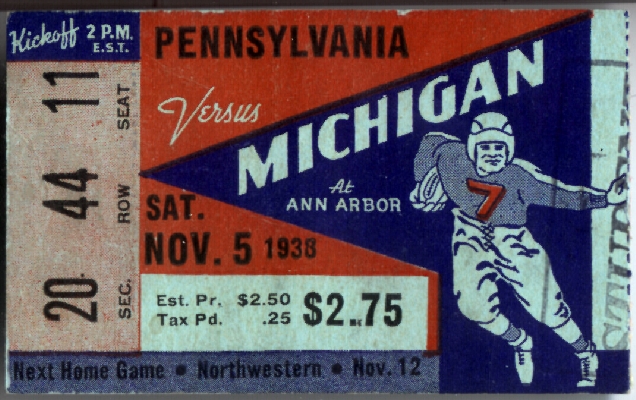 Kickoff 2 P.M.
E.S.T.
PENNSYLVANIA
Versus
MICHIGAN
At
ANN ARBOR
7
SAT.
NOV. 5 1938
Est. Pr. $2.50
Tax Pd. .25
$2.75
11 SEAT
44 ROW
20 SEC.
Next Home Game • Northwestern • Nov. 12